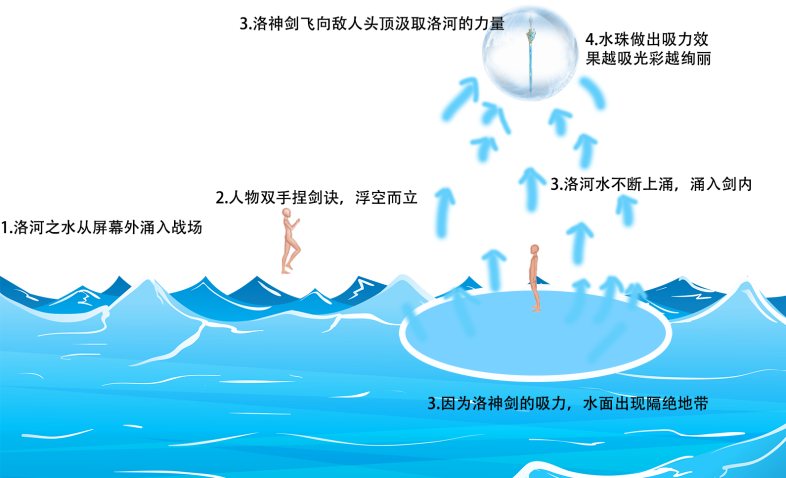 3.洛神剑飞向敌人头顶汲取洛河的力量
4.水珠做出吸力效
果越吸光彩越绚丽
3.洛河水不断上涌，涌入剑内
2.人物双手捏剑诀，浮空而立
1.洛河之水从屏幕外涌入战场
3.因为洛神剑的吸力，水面出现隔绝地带